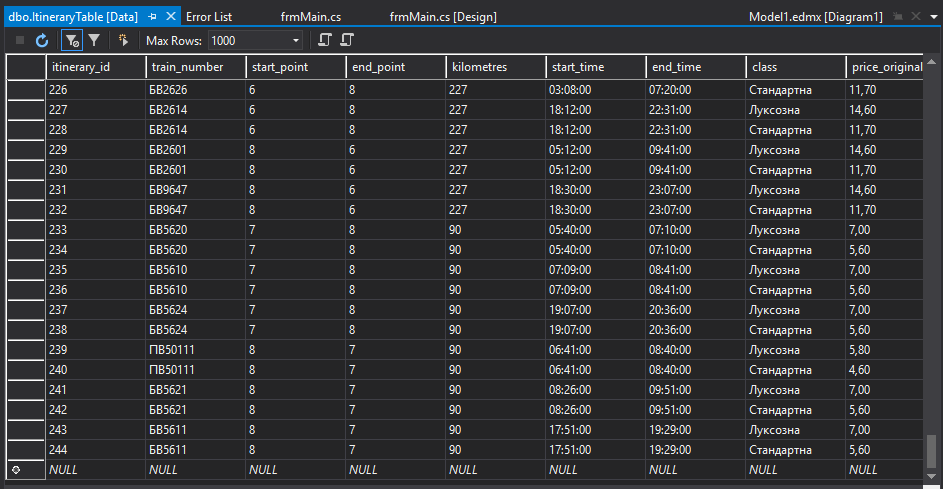 dbo.ItineraryTable [Data] Error List frmMain.cs frmMain.cs [Design] Model1.edmx [Diagram1]
Max Rows: 1000
itinerary_id train_number start_point end_point kilometres start_time end_time class price_original
226 БВ2626 6 8 227 03:08:00 07:20:00 Стандартна 11,70
227 БВ2614 6 8 227 18:12:00 22:31:00 Луксозна 14,60
228 БВ2614 6 8 227 18:12:00 22:31:00 Стандартна 11,70
229 БВ2601 8 6 227 05:12:00 09:41:00 Луксозна 14,60
230 БВ2601 8 6 227 05:12:00 09:41:00 Стандартна 11,70
231 БВ9647 8 6 227 18:30:00 23:07:00 Луксозна 14,60
232 БВ9647 8 6 227 18:30:00 23:07:00 Стандартна 11,70
233 БВ5620 7 8 90 05:40:00 07:10:00 Луксозна 7,00
234 БВ5620 7 8 90 05:40:00 07:10:00 Стандартна 5,60
235 БВ5610 7 8 90 07:09:00 08:41:00 Луксозна 7,00
236 БВ5610 7 8 90 07:09:00 08:41:00 Стандартна 5,60
237 БВ5624 7 8 90 19:07:00 20:36:00 Луксозна 7,00
238 БВ5624 7 8 90 19:07:00 20:36:00 Стандартна 5,60
239 ПВ50111 8 7 90 06:41:00 08:40:00 Луксозна 5,80
240 ПВ50111 8 7 90 06:41:00 08:40:00 Стандартна 4,60
241 БВ5621 8 7 90 08:26:00 09:51:00 Луксозна 7,00
242 БВ5621 8 7 90 08:26:00 09:51:00 Стандартна 5,60
243 БВ5611 8 7 90 17:51:00 19:29:00 Луксозна 7,00
244 БВ5611 8 7 90 17:51:00 19:29:00 Стандартна 5,60
NULL NULL NULL NULL NULL NULL NULL NULL NULL